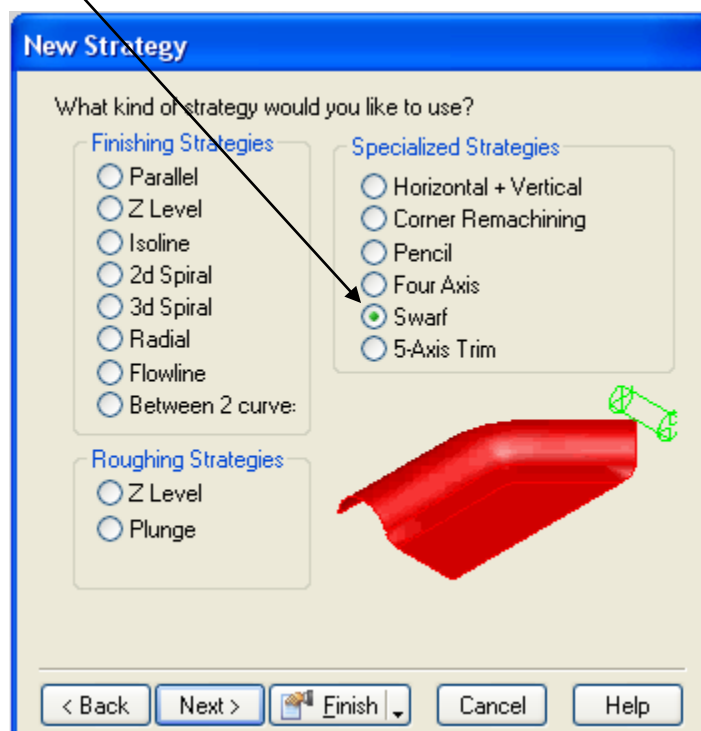 New Strategy
What kind of strategy would you like to use?
Finishing Strategies
Parallel
Z Level
Isoline
2d Spiral
3d Spiral
Radial
Flowline
Between 2 curve:
Roughing Strategies
Z Level
Plunge
Specialized Strategies
Horizontal + Vertical
Corner Remachining
Pencil
Four Axis
Swarf
5-Axis Trim
< Back
Next >
Finish
Cancel
Help